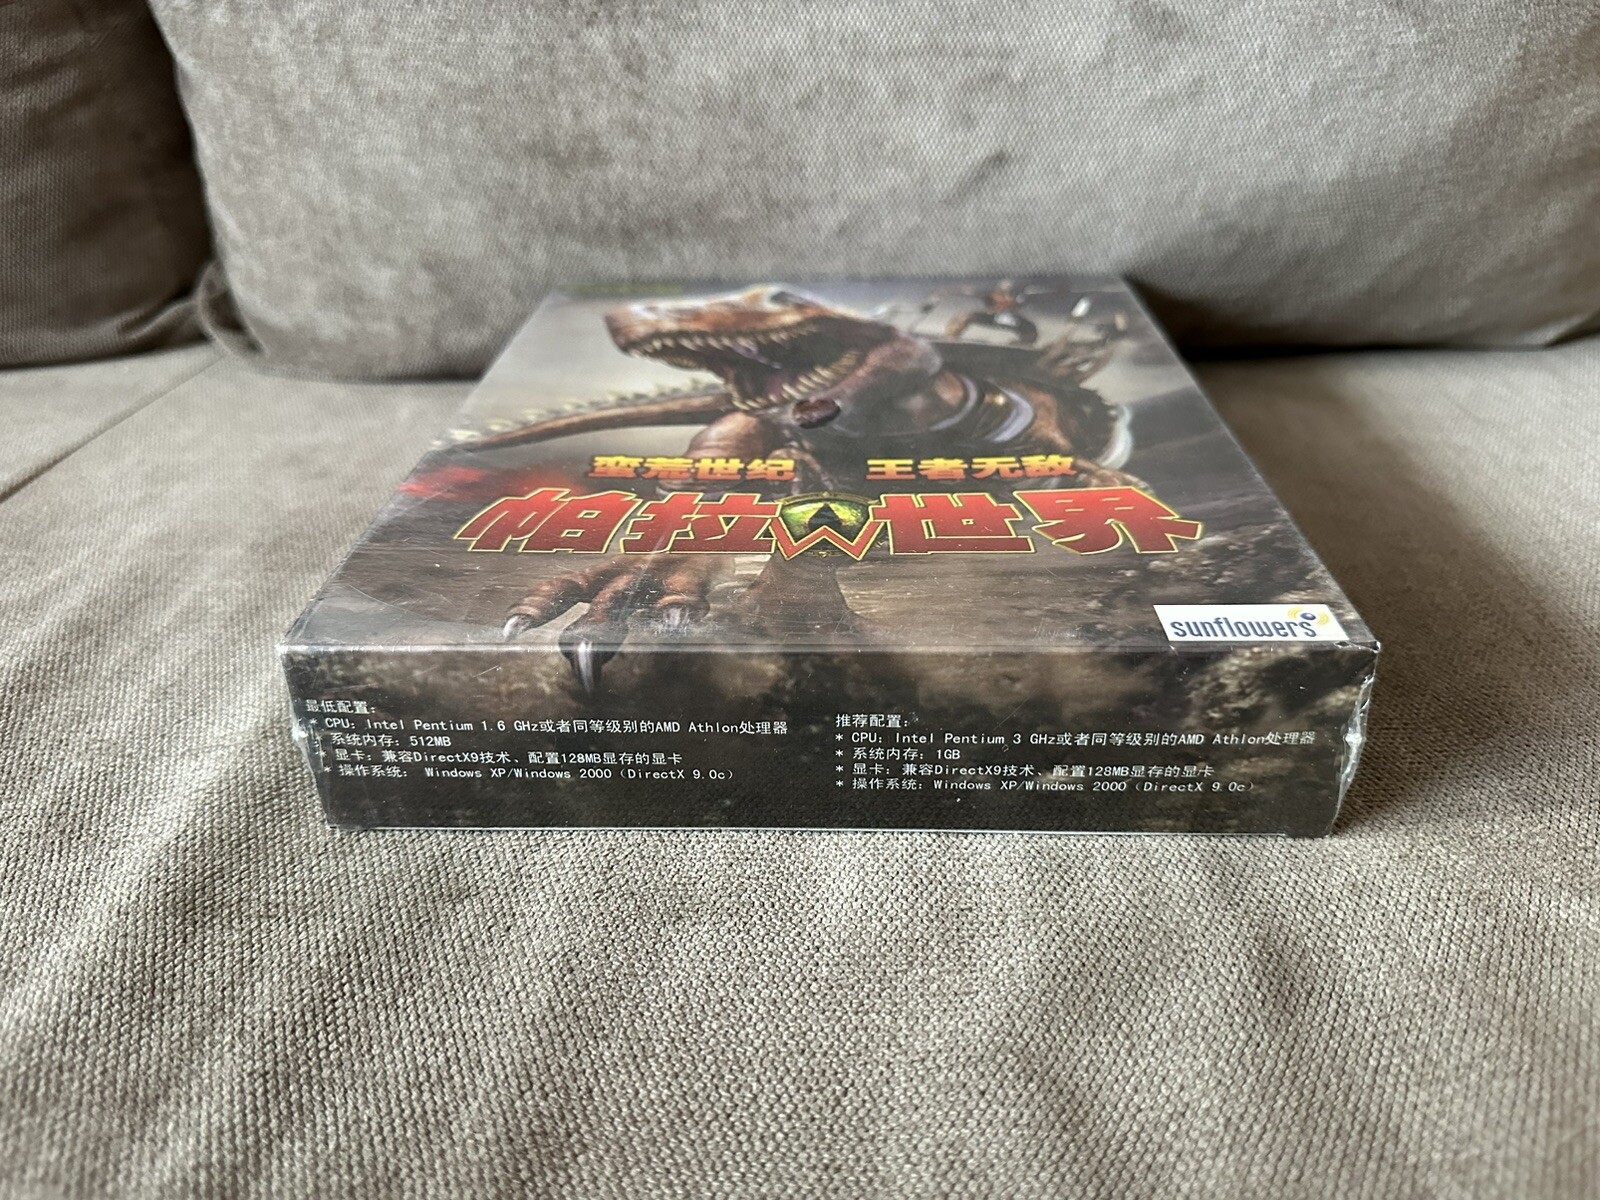 蛮荒世纪 王者无敌
帕拉世界
sunflowers
最低配置：
* CPU：Intel Pentium 1.6 GHz或者同等级别的AMD Athlon处理器
* 系统内存：512MB
* 显卡：兼容DirectX9技术、配置128MB显存的显卡
* 操作系统： Windows XP/Windows 2000（DirectX 9.0c）
推荐配置：
* CPU：Intel Pentium 3 GHz或者同等级别的AMD Athlon处理器
* 系统内存：1GB
* 显卡：兼容DirectX9技术、配置128MB显存的显卡
* 操作系统：Windows XP/Windows 2000（DirectX 9.0c）